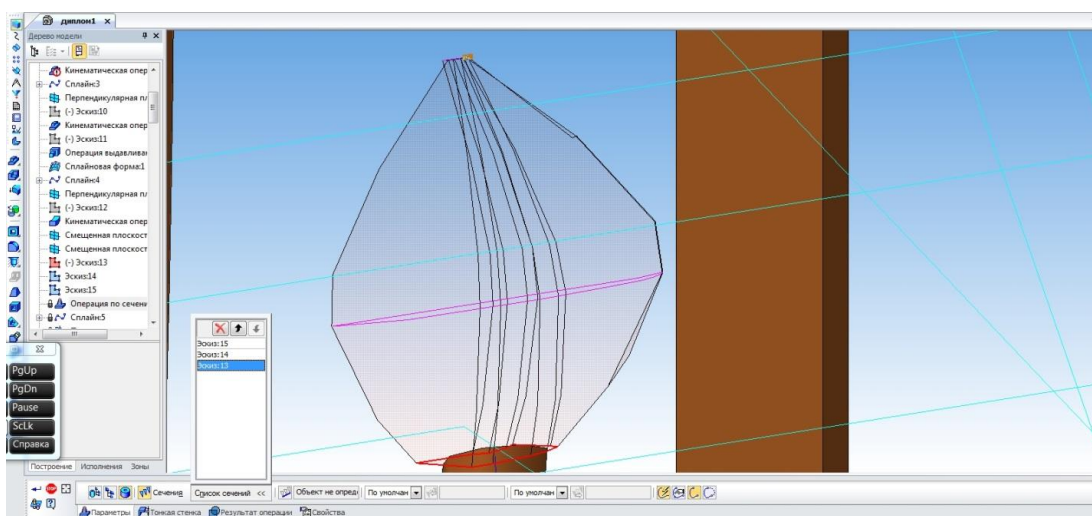 диплом1
Дерево модели
Кинематическая опер
Сплайн:3
Перпендикулярная пл
(-) Эскиз:10
Кинематическая опер
(-) Эскиз:11
Операция выдавливан
Сплайновая форма:1
Сплайн:4
Перпендикулярная пл
(-) Эскиз:12
Кинематическая опер
Смещенная плоскост
Смещенная плоскост
(-) Эскиз:13
Эскиз:14
Эскиз:15
Операция по сечени
Сплайн:5
Эскиз:15
Эскиз:14
Эскиз:13
PgUp
PgDn
Pause
ScLk
Справка
Построение Исполнения Зоны
Сечения Список сечений << Объект не опред По умолчан По умолчан
Параметры Тонкая стенка Результат операции Свойства